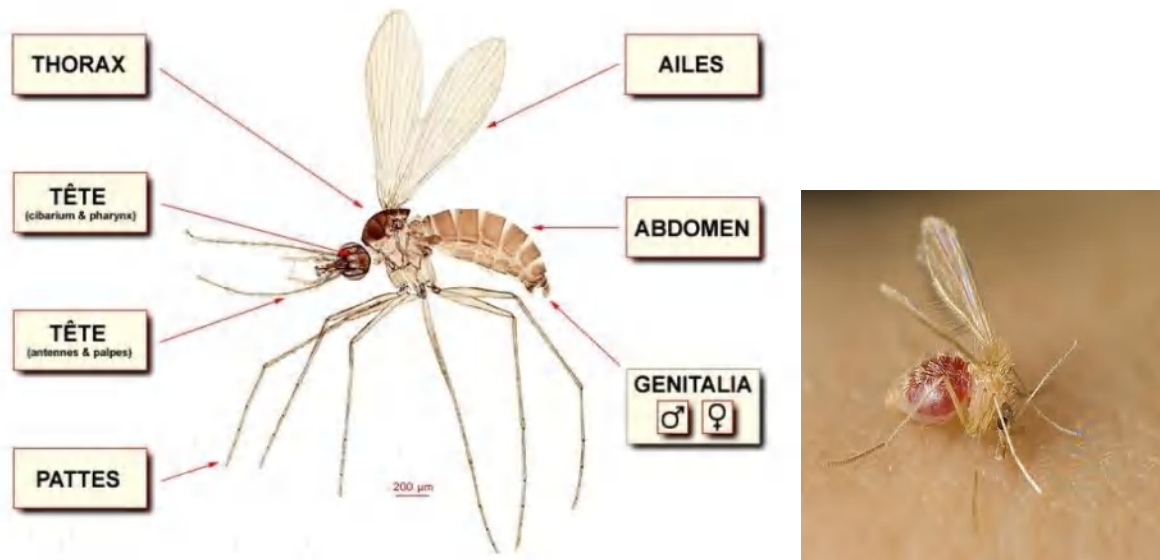 THORAX
AILES
TÊTE
(cibarium & pharynx)
ABDOMEN
TÊTE
(antennes & palpes)
GENITALIA
♂ ♀
PATTES
200 µm